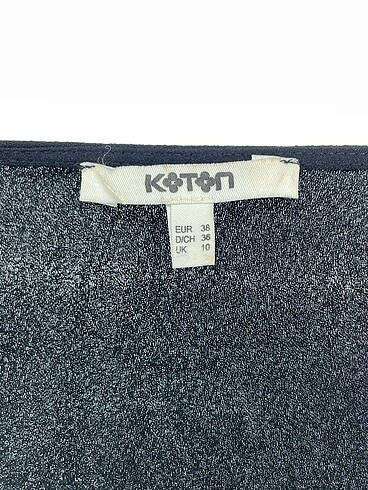 KOTON
EUR 38
D/CH 36
UK 10